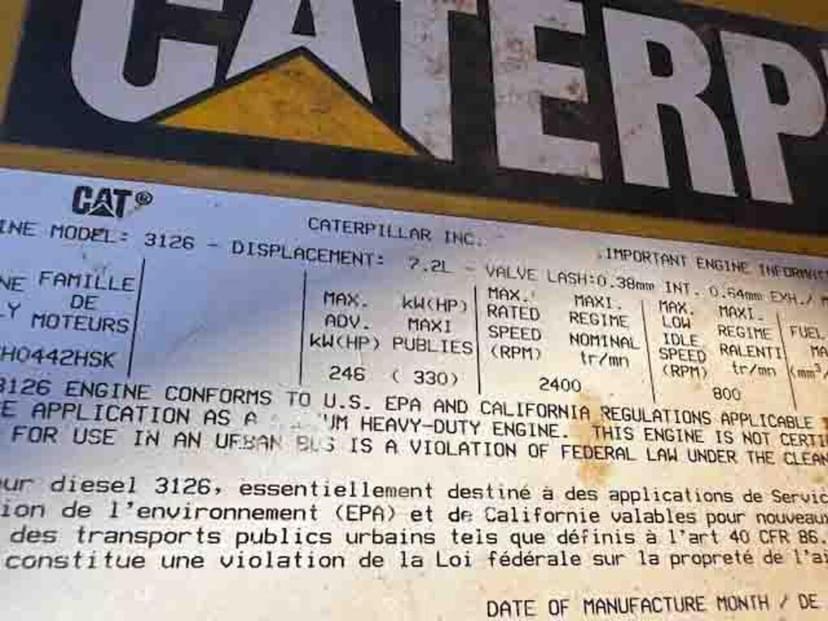 CATERP
CAT®
CATERPILLAR INC.
IMPORTANT ENGINE INFORM
INE MODEL: 3126 - DISPLACEMENT: 7.2L - VALVE LASH:0.38mm INT. 0.64mm EXH./
NE FAMILLE
LY DE
MOTEURS
H0442HSK
MAX. kW(HP)
ADV. MAXI
kW(HP) PUBLIES
246 ( 330)
MAX. MAXI.
RATED REGIME
SPEED NOMINAL
(RPM) tr/mn
2400
MAX. MAXI.
LOW REGIME
IDLE RALENTI
SPEED tr/mn
(RPM)
800
FUEL
MA
(mm³/
3126 ENGINE CONFORMS TO U.S. EPA AND CALIFORNIA REGULATIONS APPLICABLE
E APPLICATION AS A UM HEAVY-DUTY ENGINE. THIS ENGINE IS NOT CERTI
FOR USE IN AN URBAN BUS IS A VIOLATION OF FEDERAL LAW UNDER THE CLEAN
ur diesel 3126, essentiellement destiné à des applications de Servic
ion de l'environnement (EPA) et de Californie valables pour nouveaux
des transports publics urbains tels que définis à l'art 40 CFR 86.
constitue une violation de la Loi fédérale sur la propreté de l'ai
DATE OF MANUFACTURE MONTH / DE